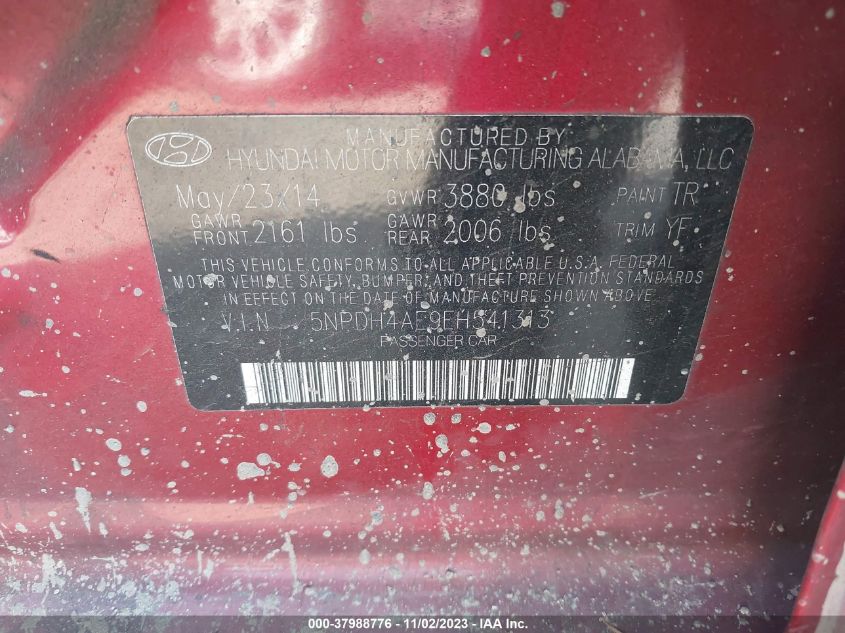 MANUFACTURED BY
HYUNDAI MOTOR MANUFACTURING ALABAMA, LLC
May/23/14 GVWR 3880 lbs PAINT TR
GAWR FRONT 2161 lbs GAWR REAR 2006 lbs TRIM YF
THIS VEHICLE CONFORMS TO ALL APPLICABLE U.S.A. FEDERAL
MOTOR VEHICLE SAFETY, BUMPER, AND THEFT PREVENTION STANDARDS
IN EFFECT ON THE DATE OF MANUFACTURE SHOWN ABOVE.
V.I.N 5NPDH4AE9EH541313
PASSENGER CAR
000-37988776 - 11/02/2023 - IAA Inc.